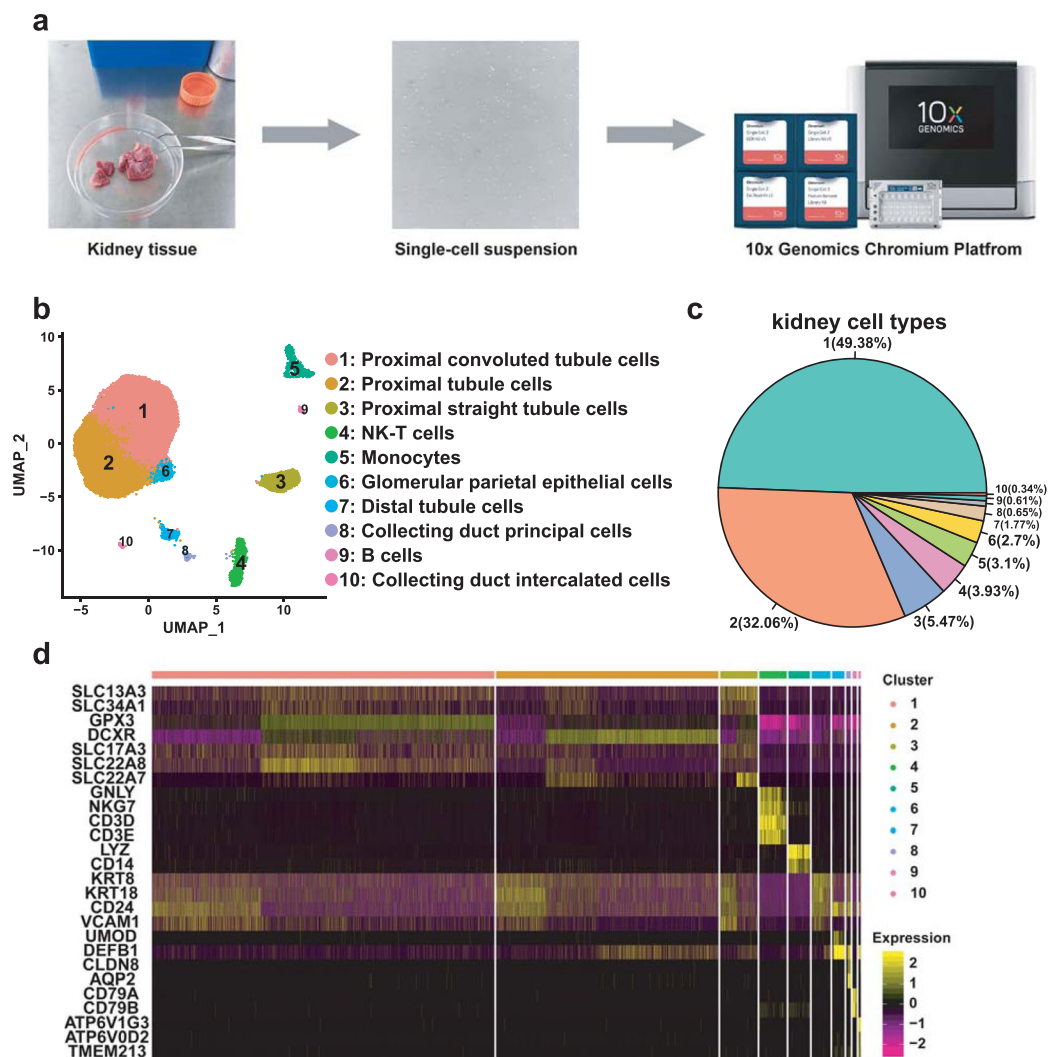 a
10x
GENOMICS
Kidney tissue
Single-cell suspension
10x Genomics Chromium Platfrom
b
UMAP_2
10
5
0
−5
−10
−5
0
5
10
UMAP_1
1
2
3
4
5
6
7
8
9
10
1: Proximal convoluted tubule cells
2: Proximal tubule cells
3: Proximal straight tubule cells
4: NK-T cells
5: Monocytes
6: Glomerular parietal epithelial cells
7: Distal tubule cells
8: Collecting duct principal cells
9: B cells
10: Collecting duct intercalated cells
c
kidney cell types
1(49.38%)
10(0.34%)
9(0.61%)
8(0.65%)
7(1.77%)
6(2.7%)
5(3.1%)
4(3.93%)
3(5.47%)
2(32.06%)
d
SLC13A3
SLC34A1
GPX3
DCXR
SLC17A3
SLC22A8
SLC22A7
GNLY
NKG7
CD3D
CD3E
LYZ
CD14
KRT8
KRT18
CD24
VCAM1
UMOD
DEFB1
CLDN8
AQP2
CD79A
CD79B
ATP6V1G3
ATP6V0D2
TMEM213
Cluster
1
2
3
4
5
6
7
8
9
10
Expression
2
1
0
−1
−2